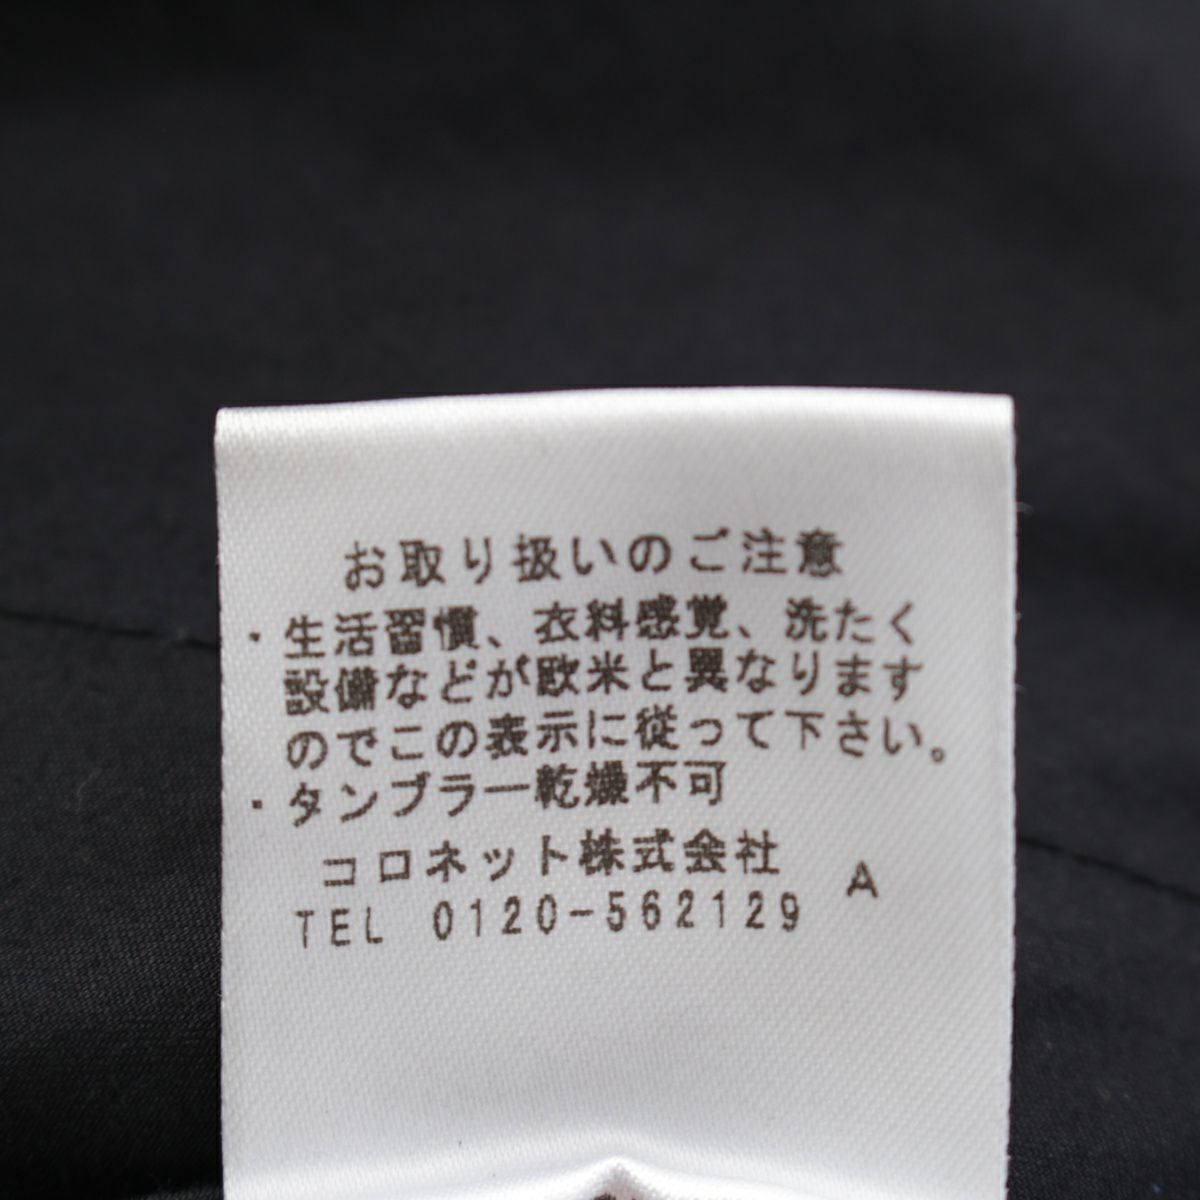 お取り扱いのご注意
・生活習慣、衣料感覚、洗たく
設備などが欧米と異なります
のでこの表示に従って下さい。
・タンブラー乾燥不可
コロネット株式会社 A
TEL 0120-562129